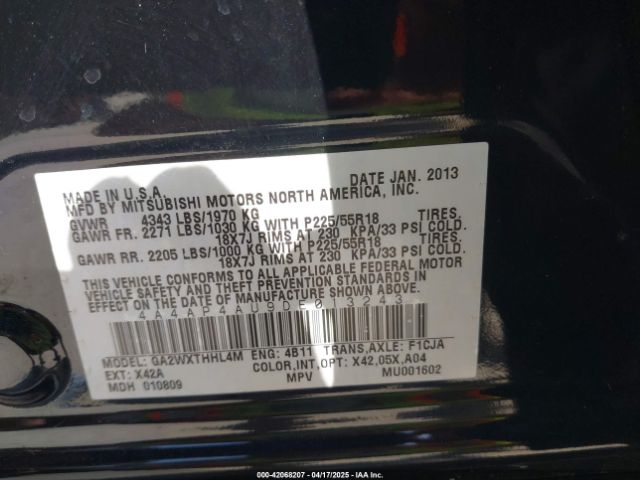 MADE IN U.S.A. DATE JAN. 2013
BY MITSUBISHI MOTORS NORTH AMERICA, INC.
GVWR 4343 LBS/1970 KG
GAWR FR. 2271 LBS/1030 KG WITH P225/55R18 TIRES,
18X7J RIMS AT 230 KPA/33 PSI COLD.
GAWR RR. 2205 LBS/1000 KG WITH P225/55R18 TIRES,
18X7J RIMS AT 230 KPA/33 PSI COLD.
THIS VEHICLE CONFORMS TO ALL APPLICABLE FEDERAL MOTOR
VEHICLE SAFETY AND THEFT PREVENTION STANDARDS IN
EFFECT ON THE DATE OF MANUFACTURE SHOWN ABOVE.
4A4AP4AU9DE013243
MODEL: GA2WXTHHL4M ENG: 4B11 TRANS,AXLE: F1CJA
EXT: X42A COLOR,INT,OPT: X42,05X,A04
MDH 010809 MPV MU001602
000-42068207 - 04/17/2025 - IAA Inc.